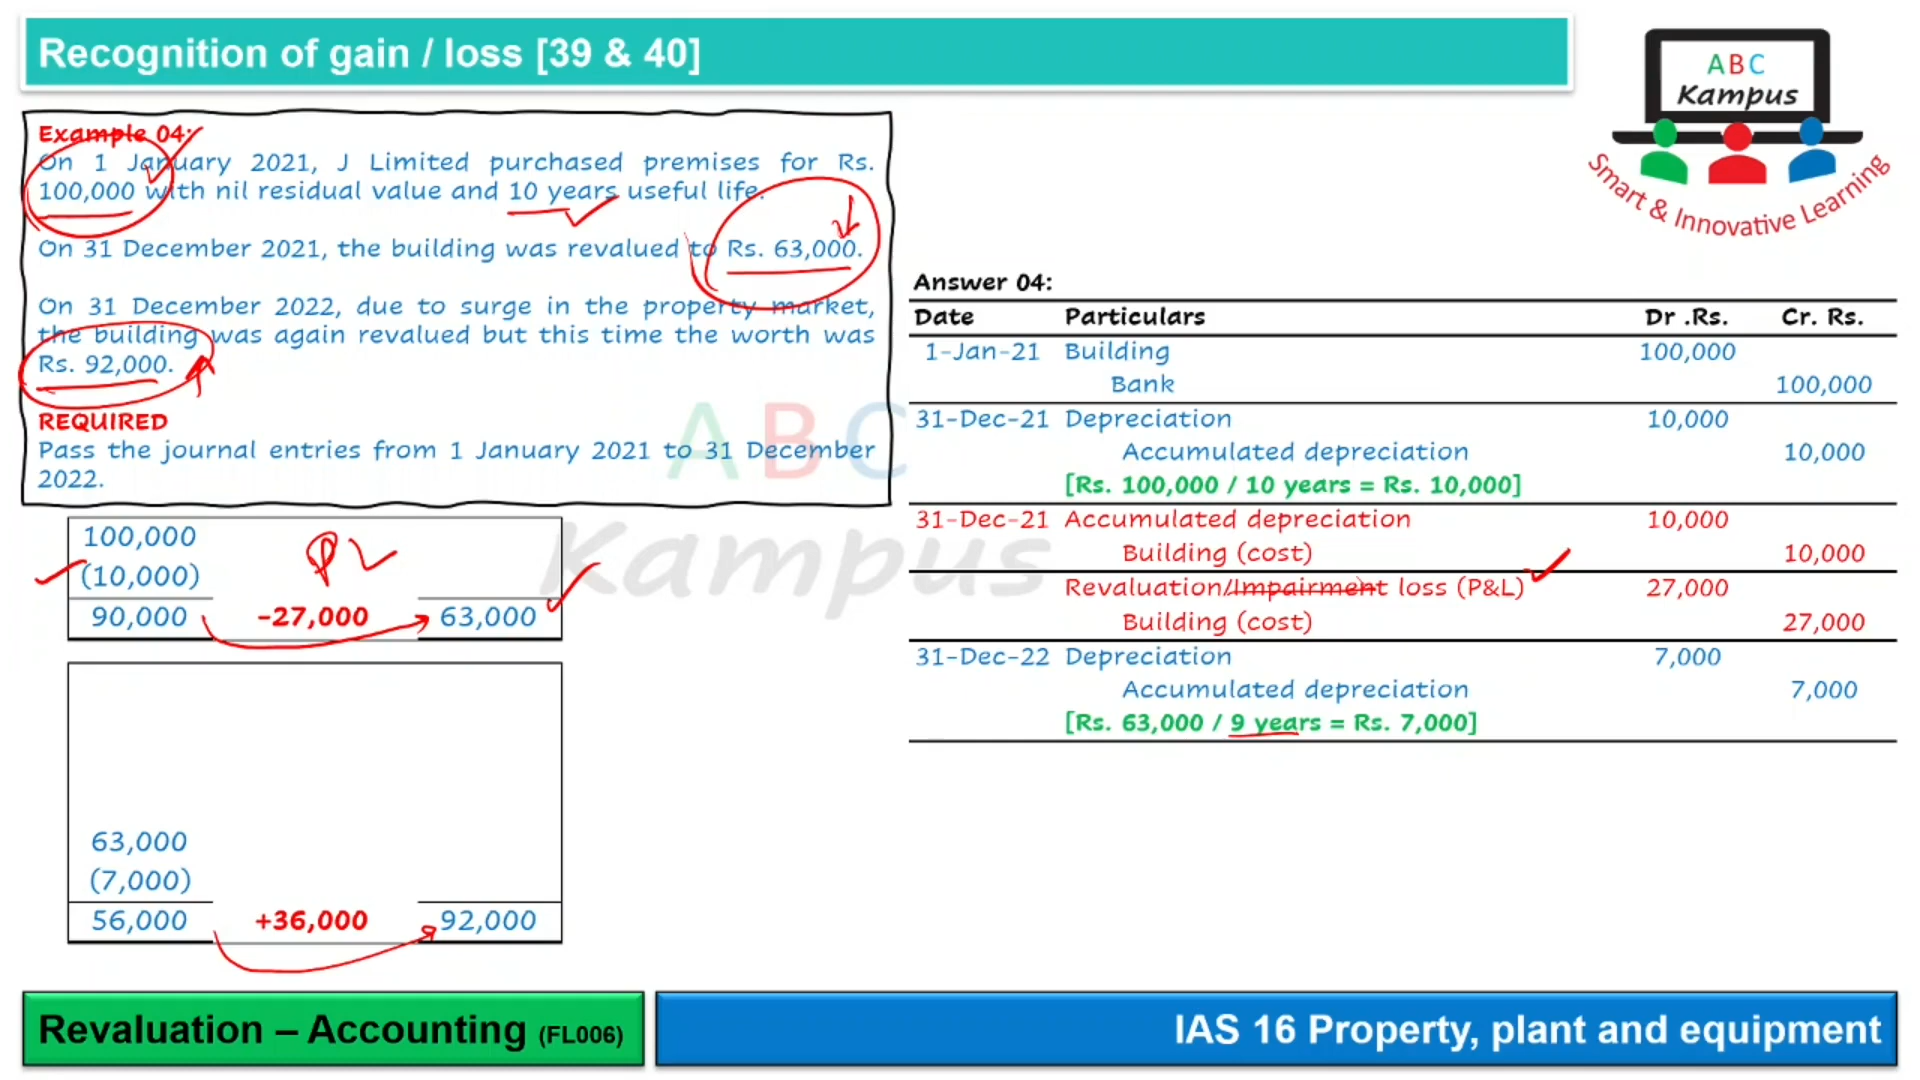 Recognition of gain / loss [39 & 40]
ABC
Kampus
Smart & Innovative Learning
Example 04:
On 1 January 2021, J Limited purchased premises for Rs.
100,000 with nil residual value and 10 years useful life.
On 31 December 2021, the building was revalued to Rs. 63,000.
On 31 December 2022, due to surge in the property market,
the building was again revalued but this time the worth was
Rs. 92,000.
REQUIRED
Pass the journal entries from 1 January 2021 to 31 December
2022.
ABC
Kampus
100,000
(10,000)
PL
90,000 -27,000 63,000
63,000
(7,000)
56,000 +36,000 92,000
Answer 04:
Date Particulars Dr .Rs. Cr. Rs.
1-Jan-21 Building 100,000
Bank 100,000
31-Dec-21 Depreciation 10,000
Accumulated depreciation 10,000
[Rs. 100,000 / 10 years = Rs. 10,000]
31-Dec-21 Accumulated depreciation 10,000
Building (cost) 10,000
Revaluation/Impairment loss (P&L) 27,000
Building (cost) 27,000
31-Dec-22 Depreciation 7,000
Accumulated depreciation 7,000
[Rs. 63,000 / 9 years = Rs. 7,000]
Revaluation – Accounting (FL006)
IAS 16 Property, plant and equipment